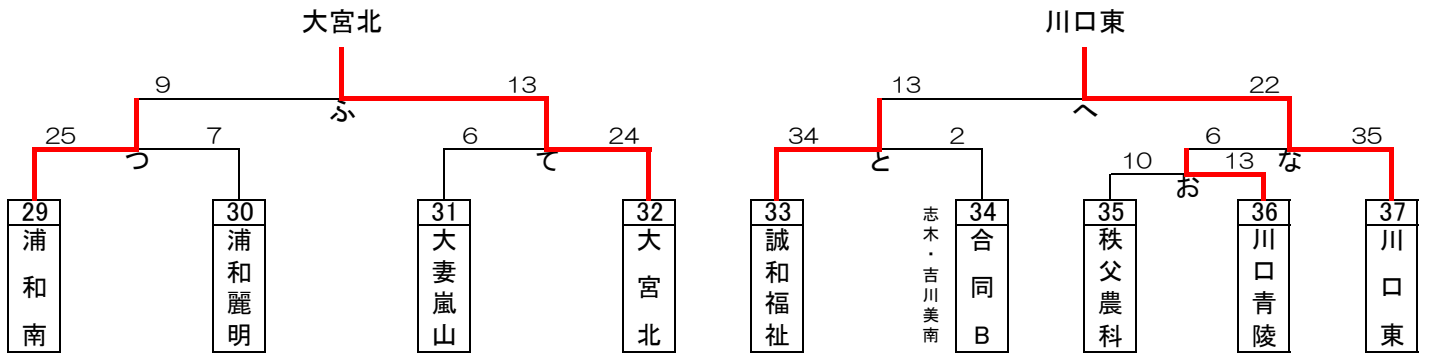 大宮北
川口東
9
13
13
22
ふ
へ
25
7
6
24
34
2
6
35
つ
て
と
な
10
13
お
29
30
31
32
33
34
35
36
37
浦和南
浦和麗明
大妻嵐山
大宮北
誠和福祉
志木・吉川美南
合同B
秩父農科
川口青陵
川口東